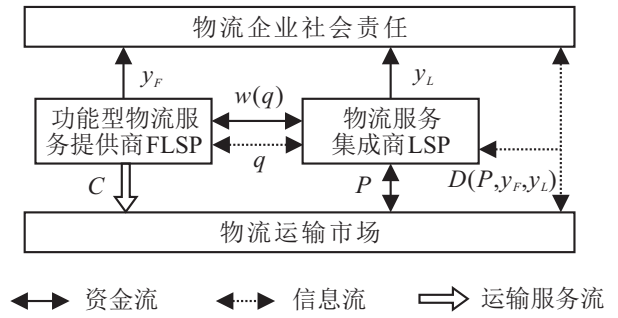 物流企业社会责任
y_F
y_L
功能型物流服
务提供商FLSP
w(q)
q
物流服务
集成商LSP
C
P
D(P,y_F,y_L)
物流运输市场
资金流
信息流
运输服务流